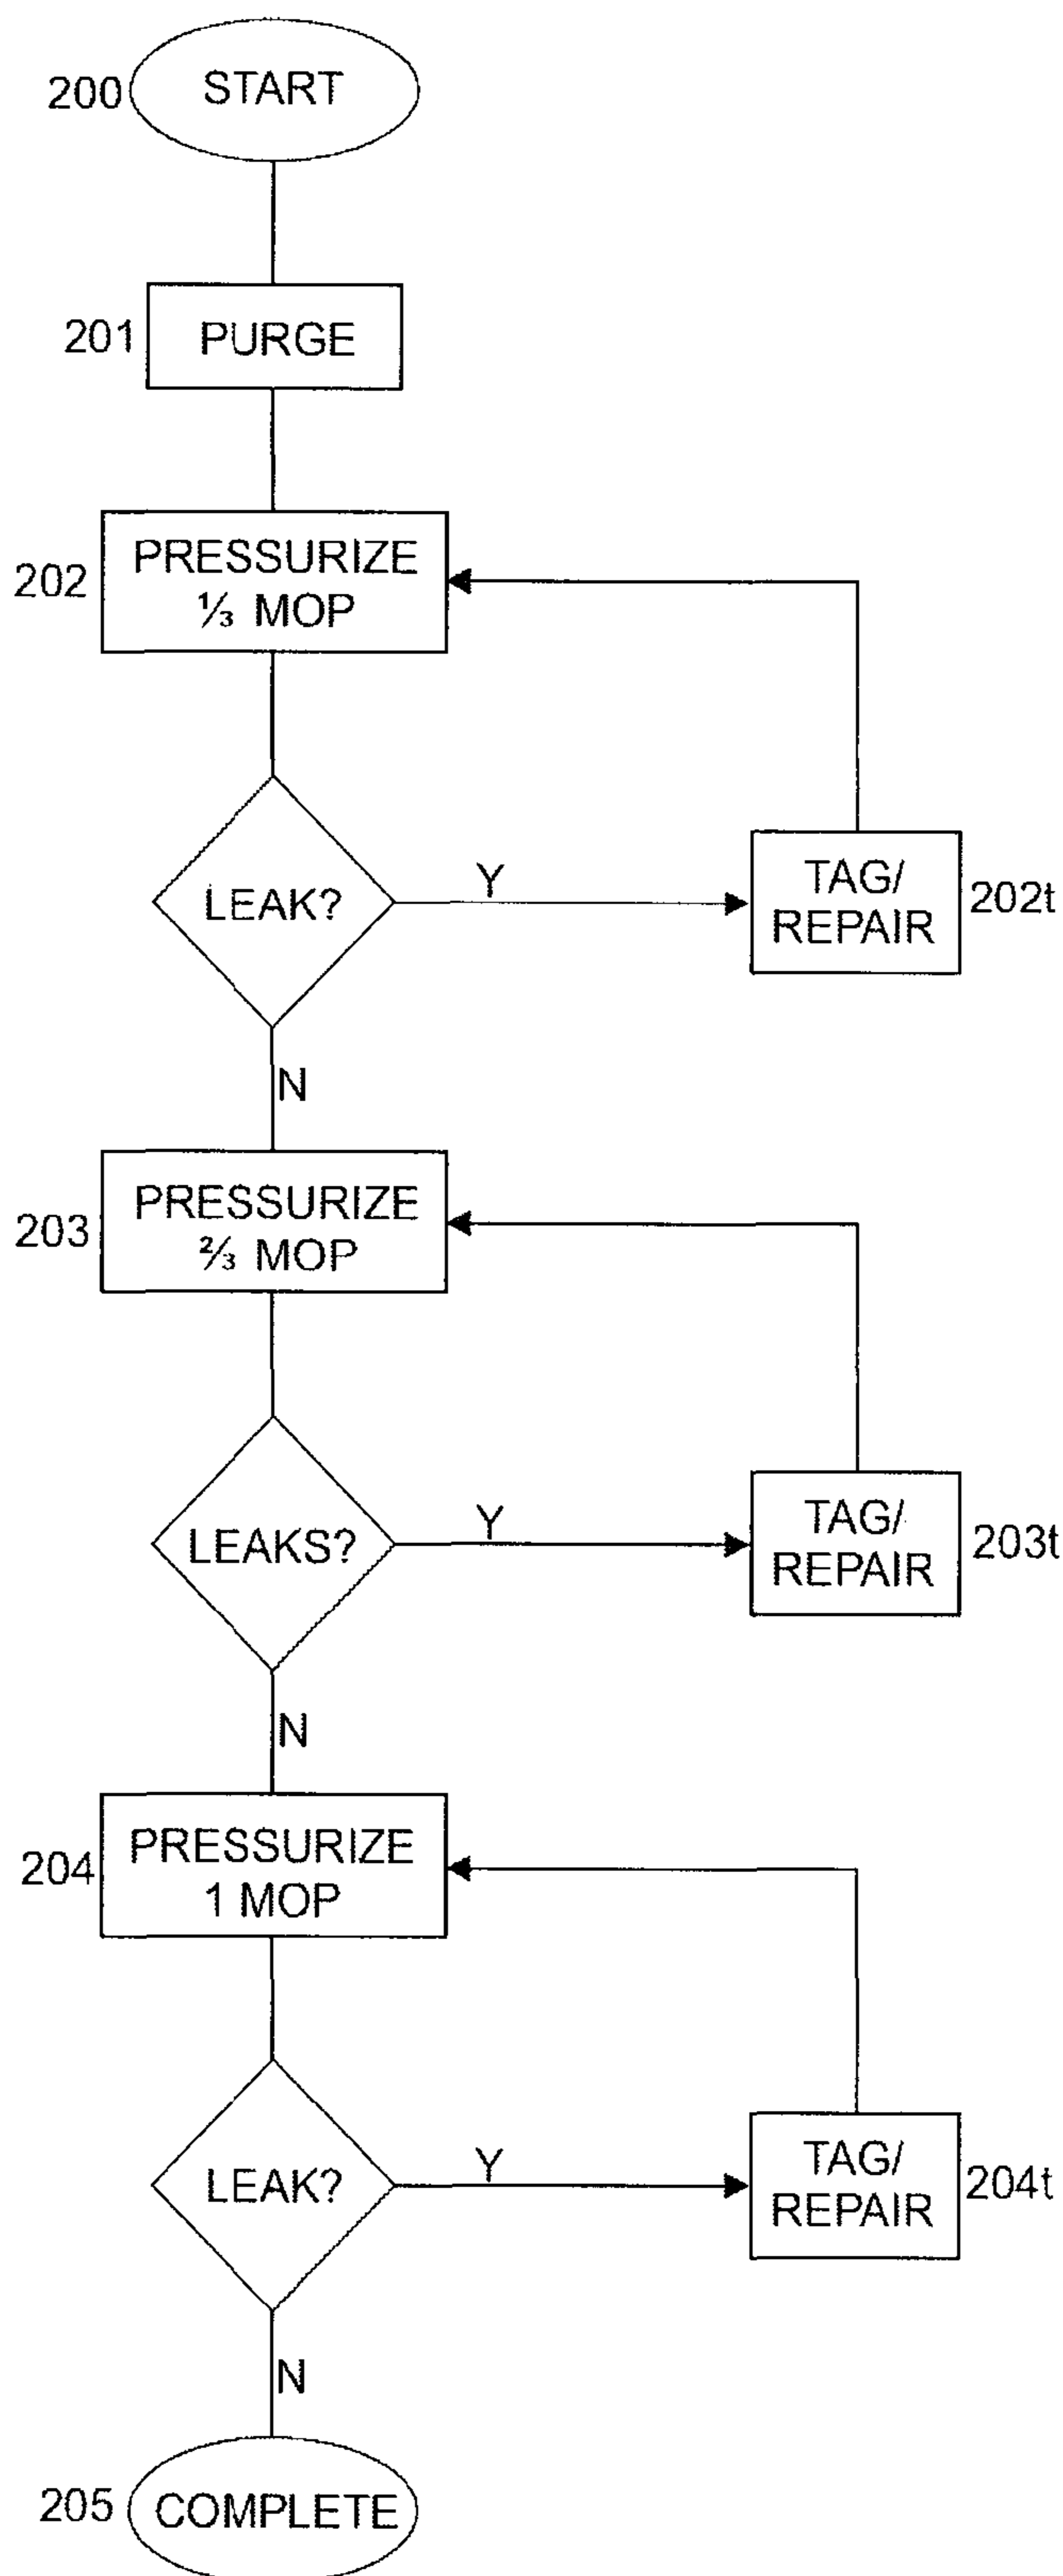 200
START
201
PURGE
202
PRESSURIZE
⅓ MOP
LEAK?
Y
TAG/
REPAIR
202t
N
203
PRESSURIZE
⅔ MOP
LEAKS?
Y
TAG/
REPAIR
203t
N
204
PRESSURIZE
1 MOP
LEAK?
Y
TAG/
REPAIR
204t
N
205
COMPLETE